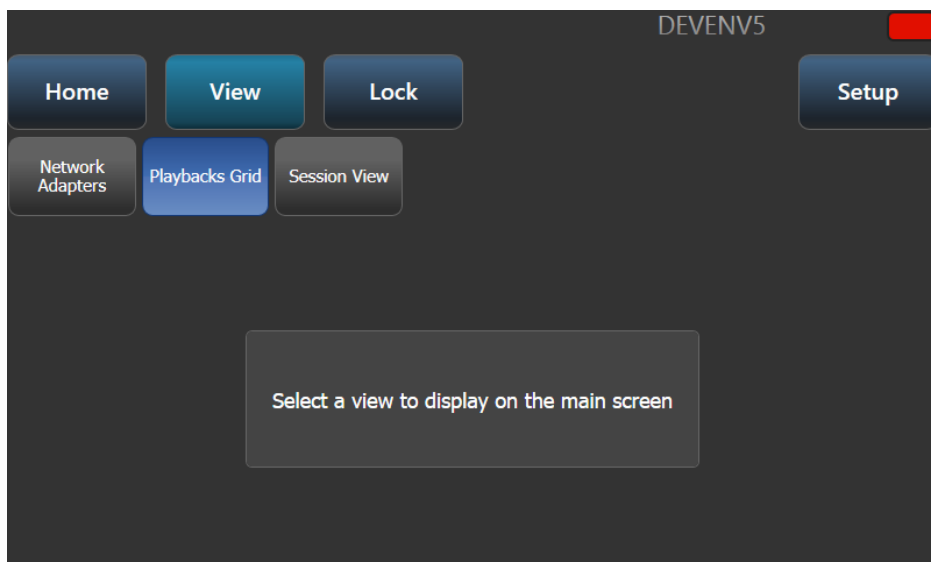 DEVENV5
Home View Lock Setup
Network
Adapters
Playbacks Grid
Session View
Select a view to display on the main screen